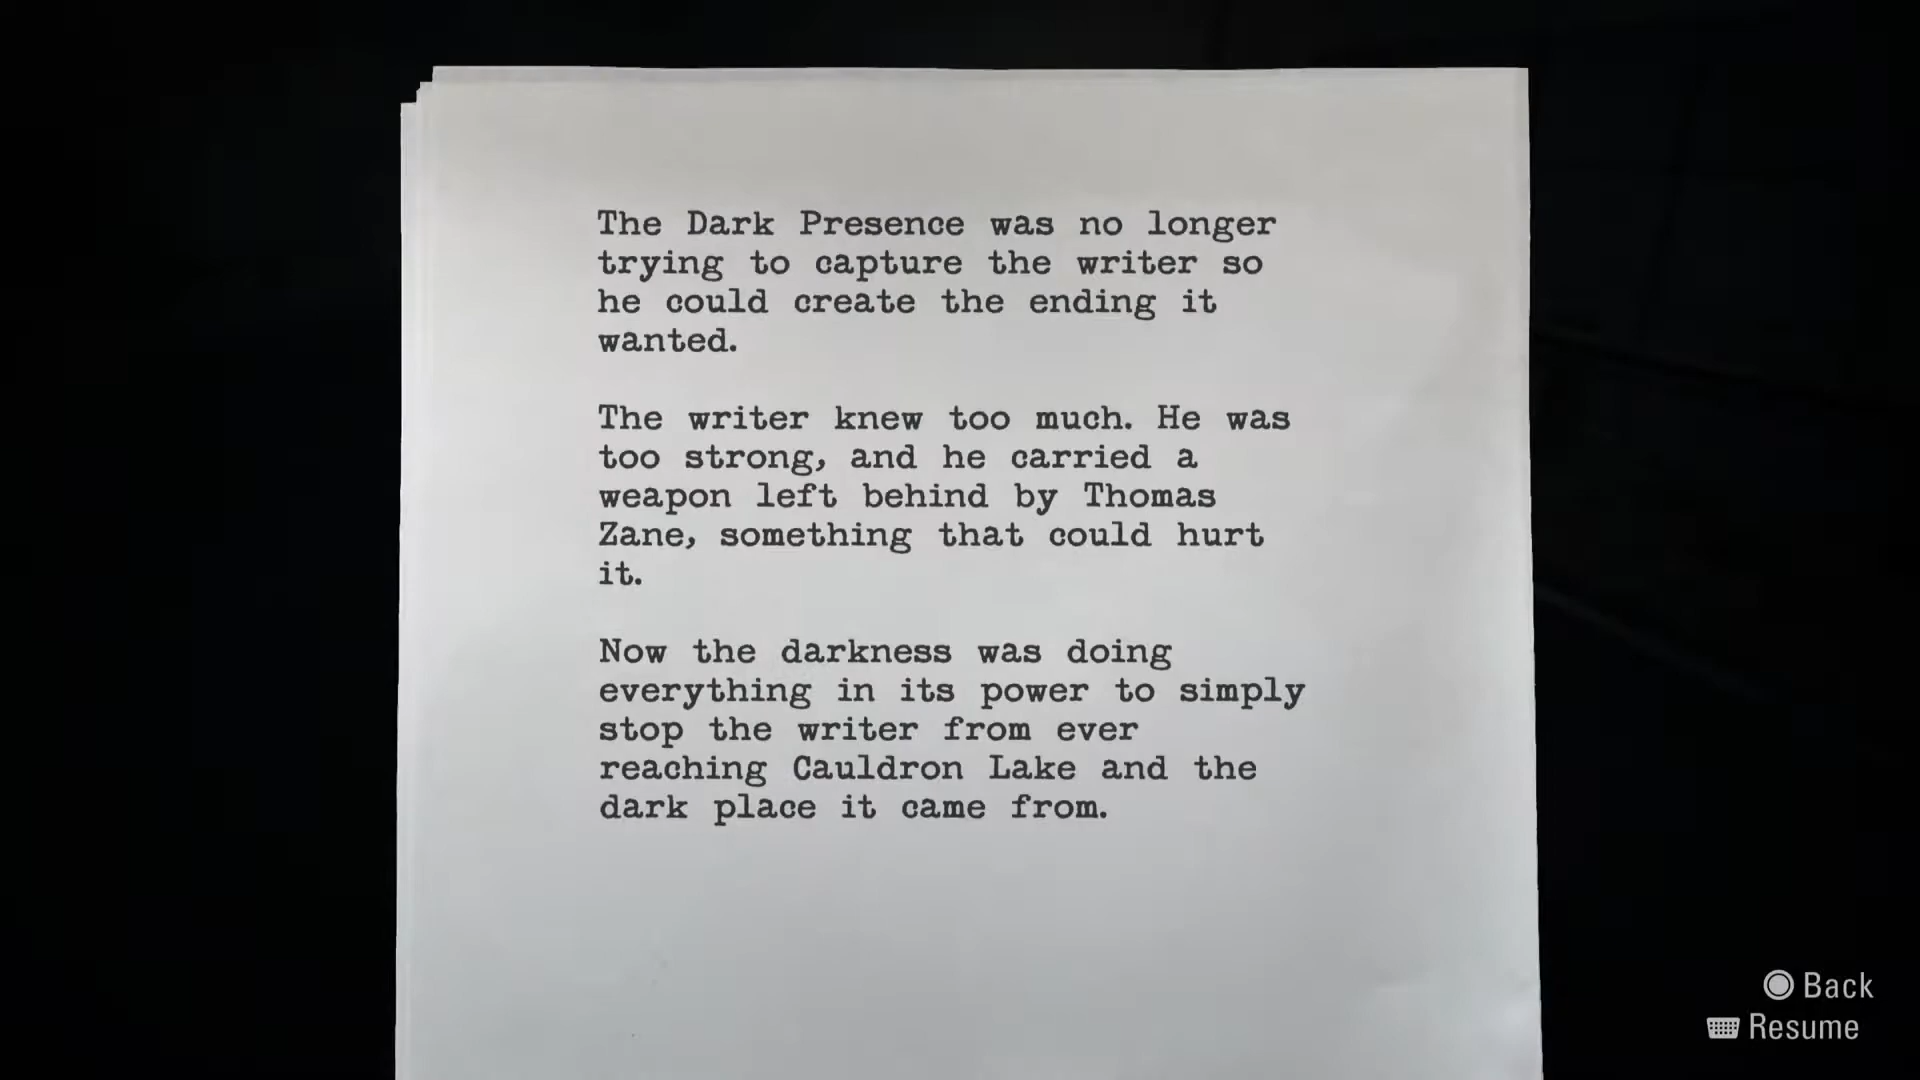 The Dark Presence was no longer
trying to capture the writer so
he could create the ending it
wanted.
The writer knew too much. He was
too strong, and he carried a
weapon left behind by Thomas
Zane, something that could hurt
it.
Now the darkness was doing
everything in its power to simply
stop the writer from ever
reaching Cauldron Lake and the
dark place it came from.
Back
Resume